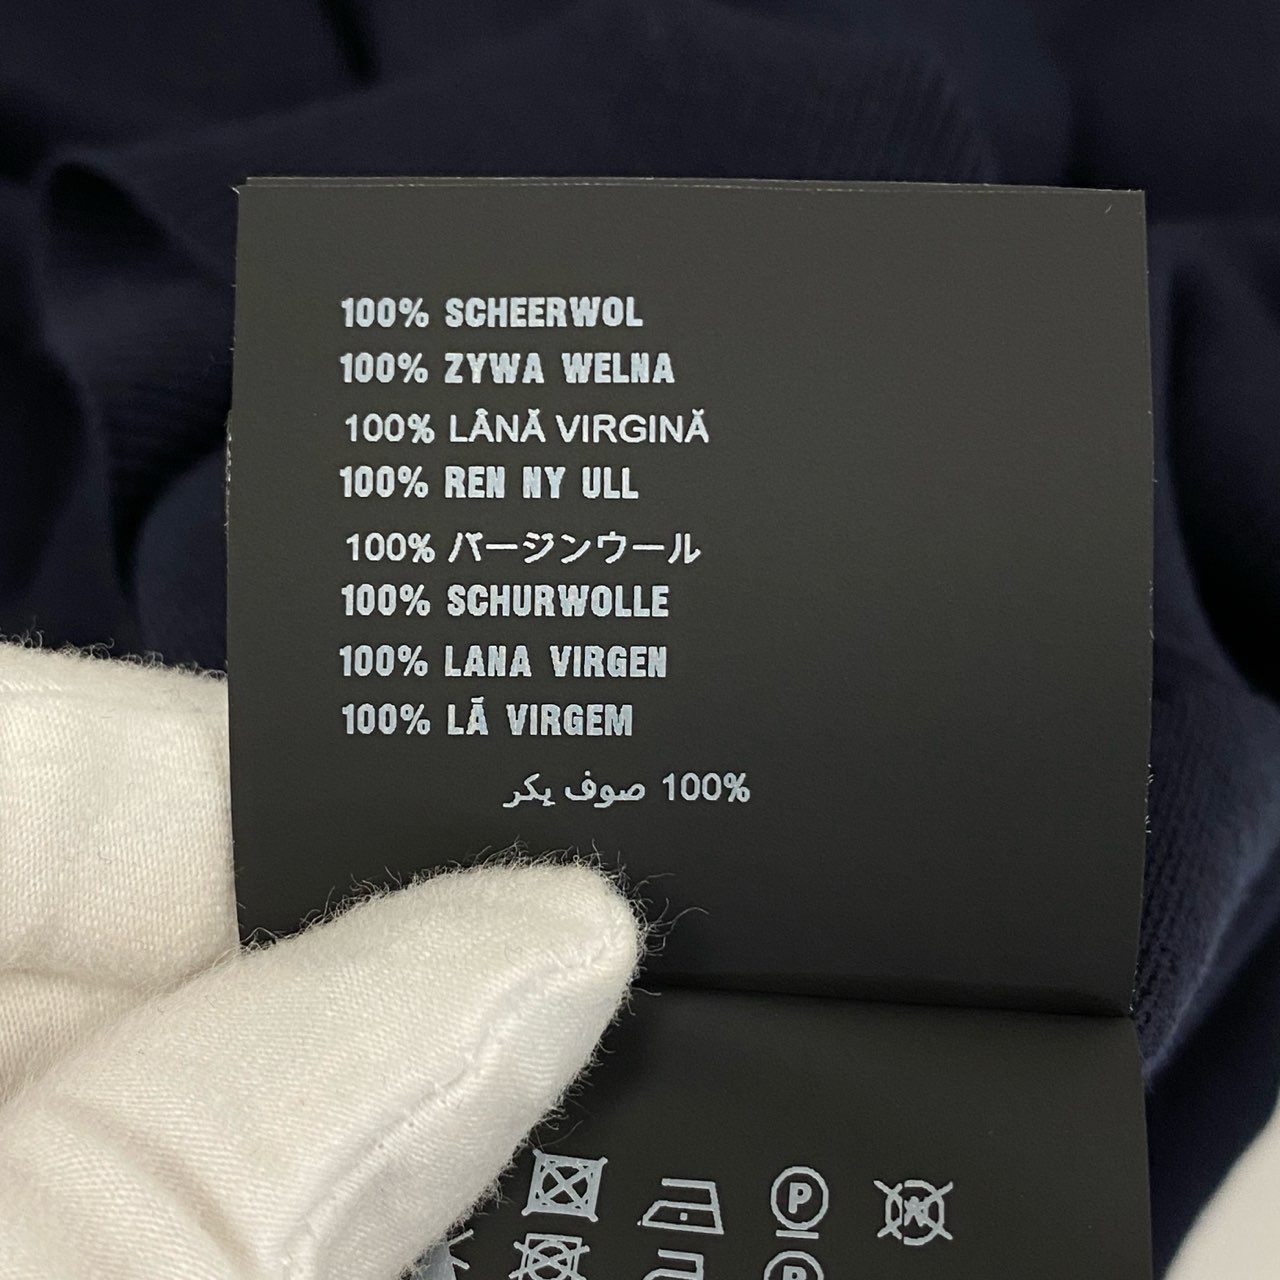 100% SCHEERWOL
100% ZYWA WELNA
100% LÂNĂ VIRGINĂ
100% REN NY ULL
100% バージンウール
100% SCHURWOLLE
100% LANA VIRGEN
100% LÃ VIRGEM
100% صوف بكر
P
W
P